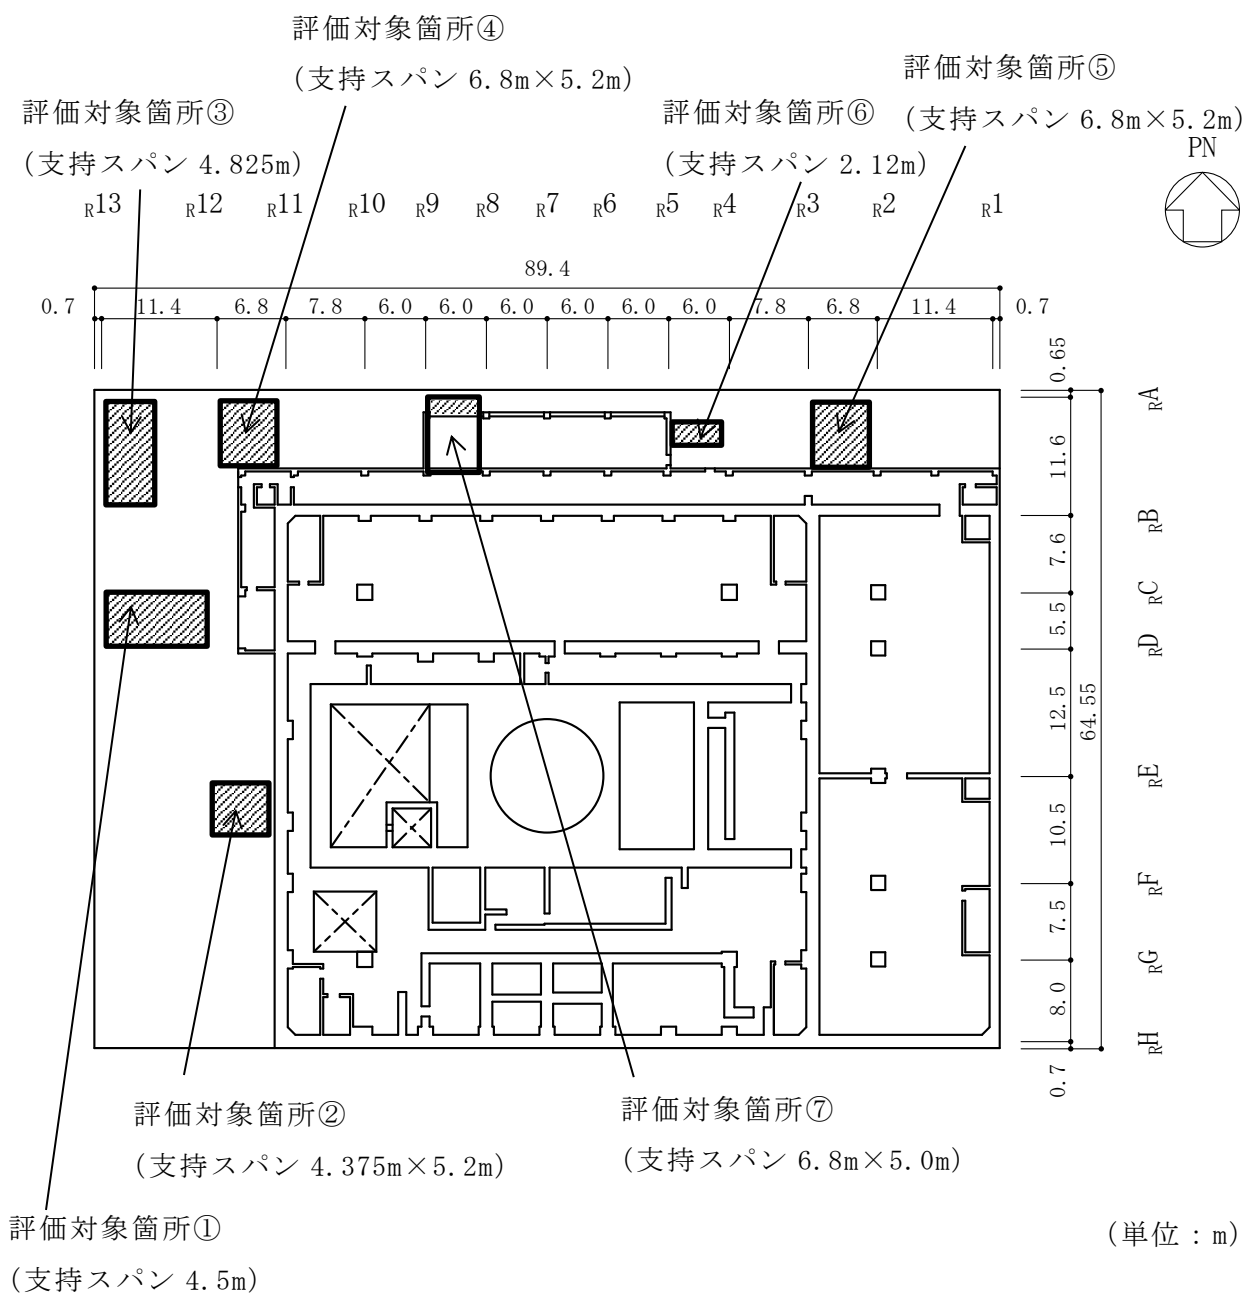 評価対象箇所④
(支持スパン 6.8m×5.2m)
評価対象箇所⑤
(支持スパン 6.8m×5.2m)
評価対象箇所③
(支持スパン 4.825m)
評価対象箇所⑥
(支持スパン 2.12m)
PN
R13 R12 R11 R10 R9 R8 R7 R6 R5 R4 R3 R2 R1
89.4
0.7 11.4 6.8 7.8 6.0 6.0 6.0 6.0 6.0 6.0 7.8 6.8 11.4 0.7
0.65
RA
11.6
RB
7.6
RC
5.5
RD
12.5
64.55
RE
10.5
RF
7.5
RG
8.0
RH
0.7
評価対象箇所②
(支持スパン 4.375m×5.2m)
評価対象箇所⑦
(支持スパン 6.8m×5.0m)
評価対象箇所①
(支持スパン 4.5m)
(単位:m)